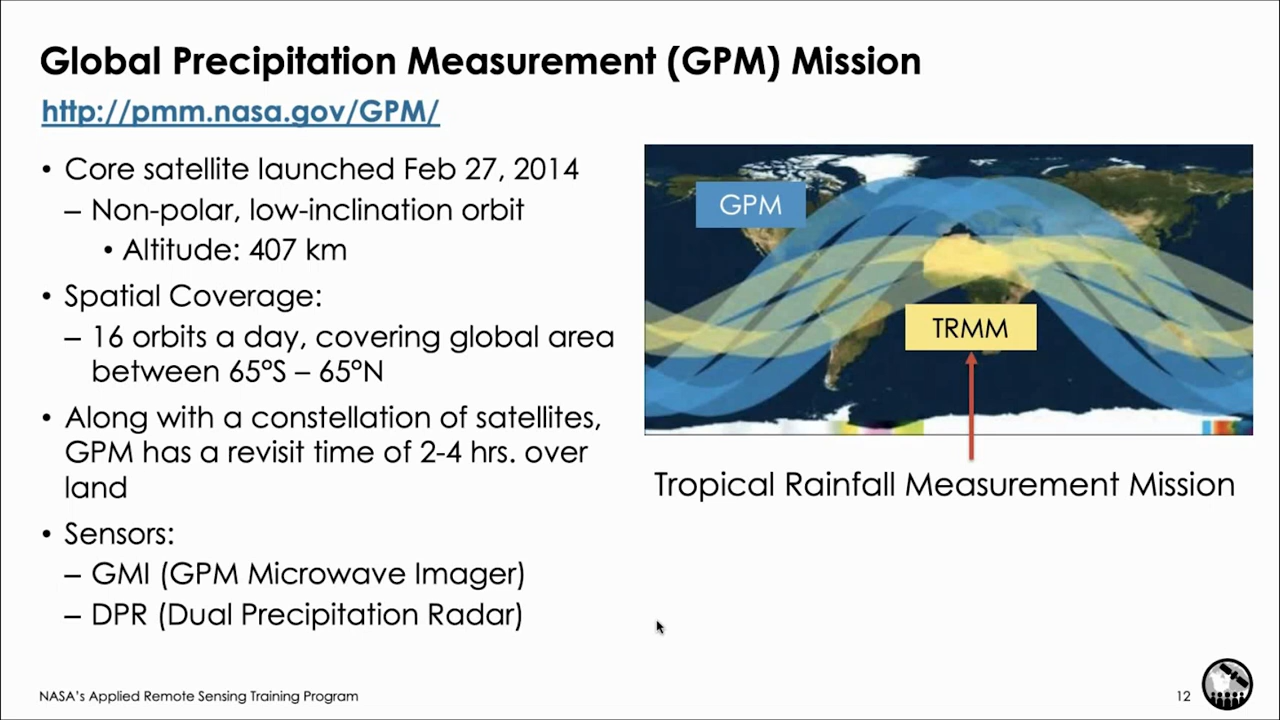 Global Precipitation Measurement (GPM) Mission
http://pmm.nasa.gov/GPM/
• Core satellite launched Feb 27, 2014
– Non-polar, low-inclination orbit
• Altitude: 407 km
• Spatial Coverage:
– 16 orbits a day, covering global area
between 65°S – 65°N
• Along with a constellation of satellites,
GPM has a revisit time of 2-4 hrs. over
land
• Sensors:
– GMI (GPM Microwave Imager)
– DPR (Dual Precipitation Radar)
GPM
TRMM
Tropical Rainfall Measurement Mission
NASA's Applied Remote Sensing Training Program
12